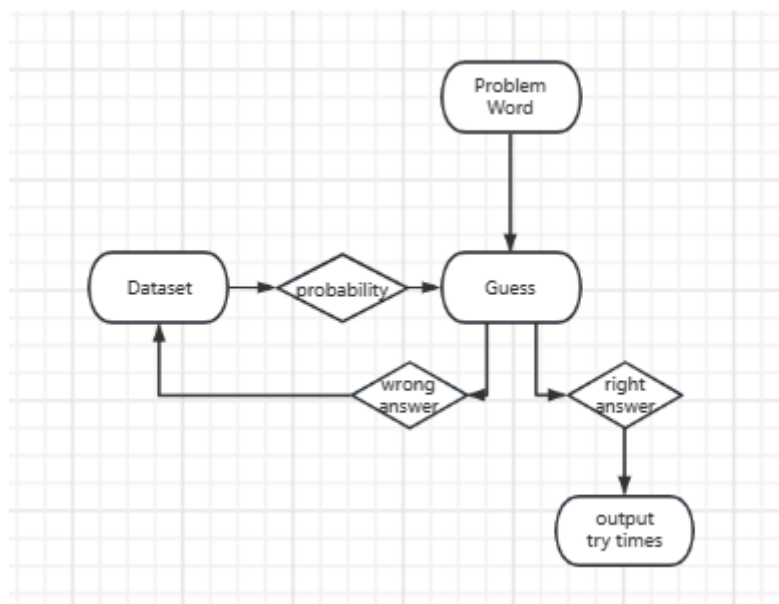 Problem
Word
Dataset
probability
Guess
wrong
answer
right
answer
output
try times